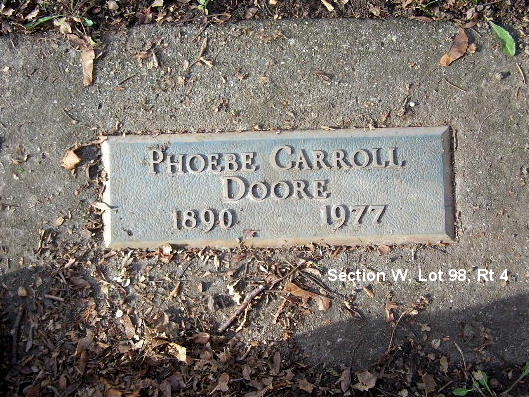 PHOEBE CARROLL
DOORE
1890 1977
Section W, Lot 98, Rt 4